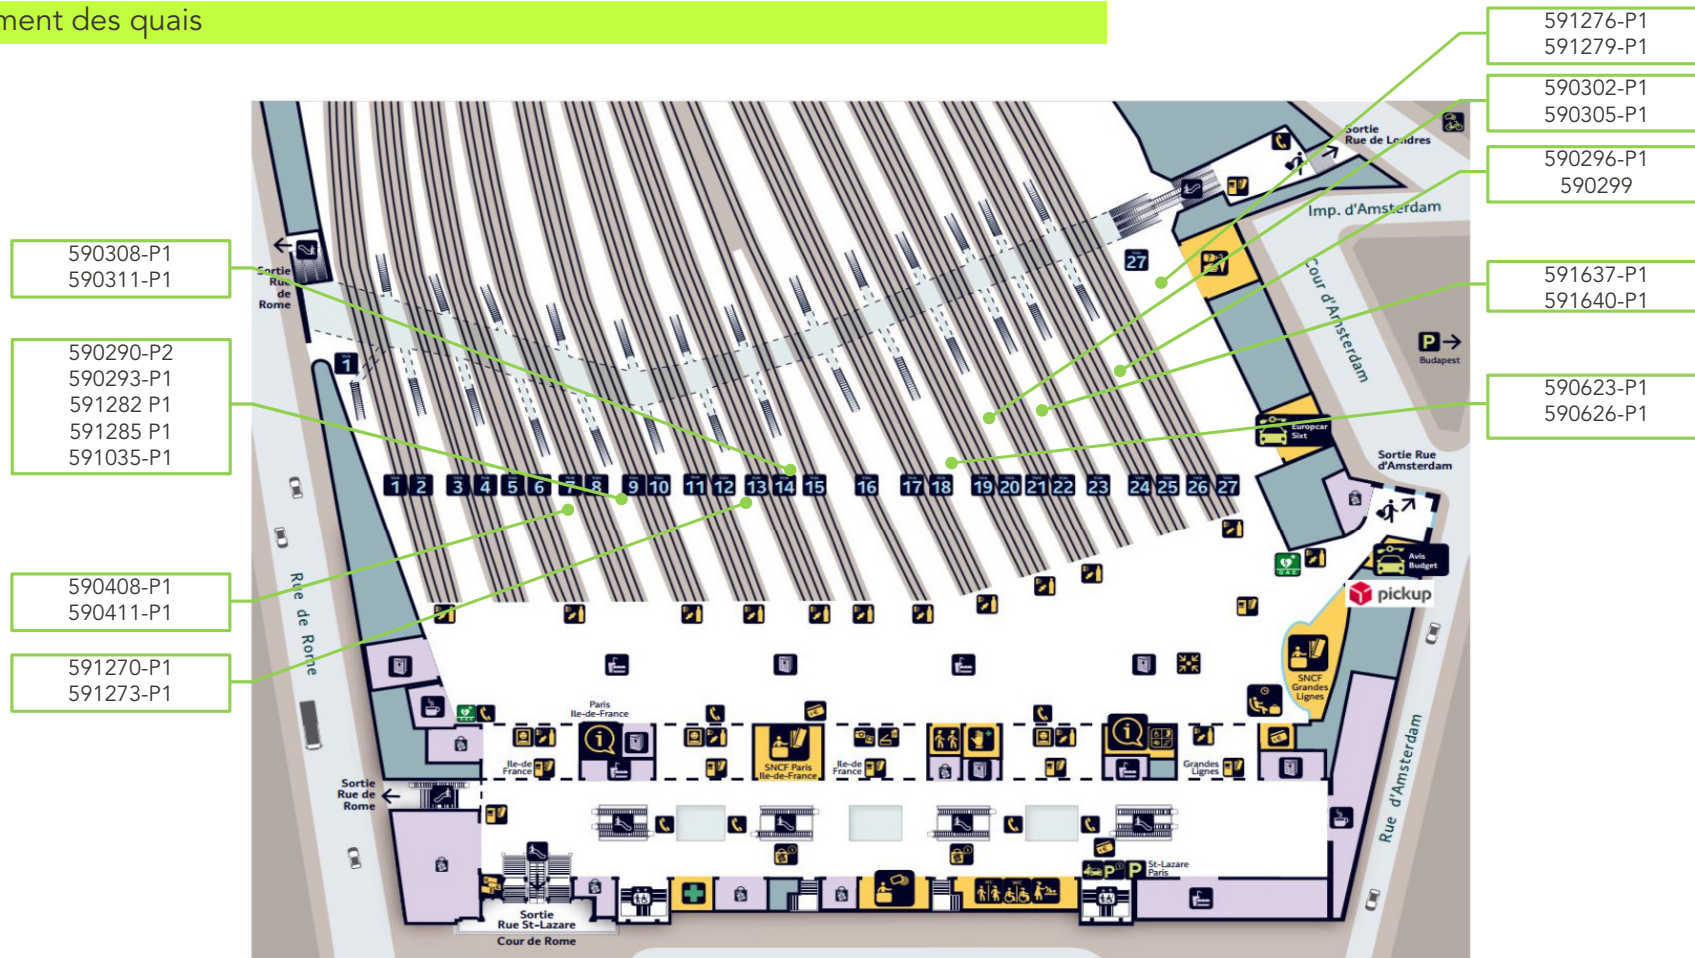 ment des quais
591276-P1
591279-P1
590302-P1
590305-P1
590296-P1
590299
591637-P1
591640-P1
590623-P1
590626-P1
590308-P1
590311-P1
590290-P2
590293-P1
591282 P1
591285 P1
591035-P1
590408-P1
590411-P1
591270-P1
591273-P1
Sortie
Rue de Londres
Imp. d'Amsterdam
Cour d'Amsterdam
27
Sortie
Rue
de
Rome
1
P
Budapest
Europcar
Sixt
Sortie Rue
d'Amsterdam
1 2 3 4 5 6 7 8 9 10 11 12 13 14 15 16 17 18 19 20 21 22 23 24 25 26 27
Avis
Budget
pickup
Rue de Rome
SNCF
Grandes
Lignes
Paris
Ile-de-France
Ile-de
France
SNCF Paris
Ile-de-France
Ile-de
France
Grandes
Lignes
Rue d'Amsterdam
Sortie
Rue de
Rome
P P
St-Lazare
Paris
WC WC
Sortie
Rue St-Lazare
Cour de Rome